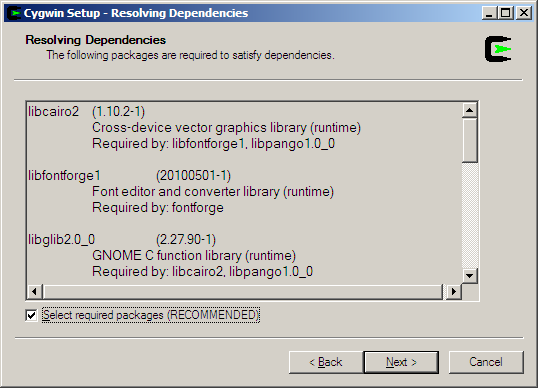 Cygwin Setup - Resolving Dependencies
Resolving Dependencies
The following packages are required to satisfy dependencies.
libcairo2 (1.10.2-1)
Cross-device vector graphics library (runtime)
Required by: libfontforge1, libpango1.0_0
libfontforge1 (20100501-1)
Font editor and converter library (runtime)
Required by: fontforge
libglib2.0_0 (2.27.90-1)
GNOME C function library (runtime)
Required by: libcairo2, libpango1.0_0
Select required packages (RECOMMENDED)
< Back Next > Cancel